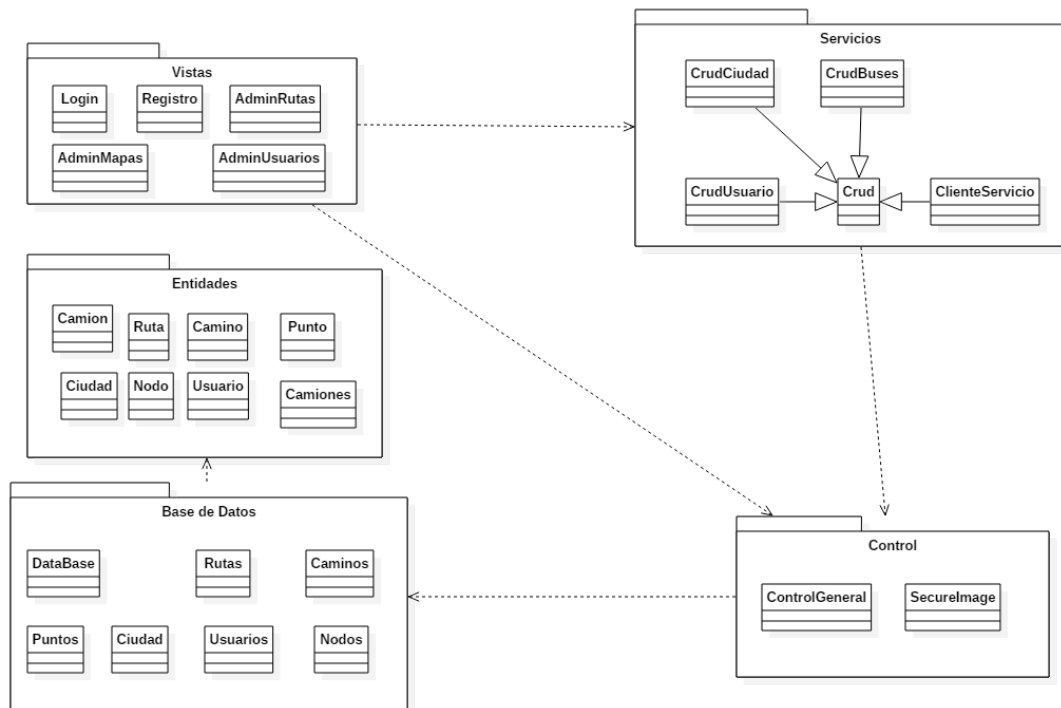 Vistas
Login
Registro
AdminRutas
AdminMapas
AdminUsuarios
Servicios
CrudCiudad
CrudBuses
CrudUsuario
Crud
ClienteServicio
Entidades
Camion
Ruta
Camino
Punto
Ciudad
Nodo
Usuario
Camiones
Base de Datos
DataBase
Rutas
Caminos
Puntos
Ciudad
Usuarios
Nodos
Control
ControlGeneral
SecureImage